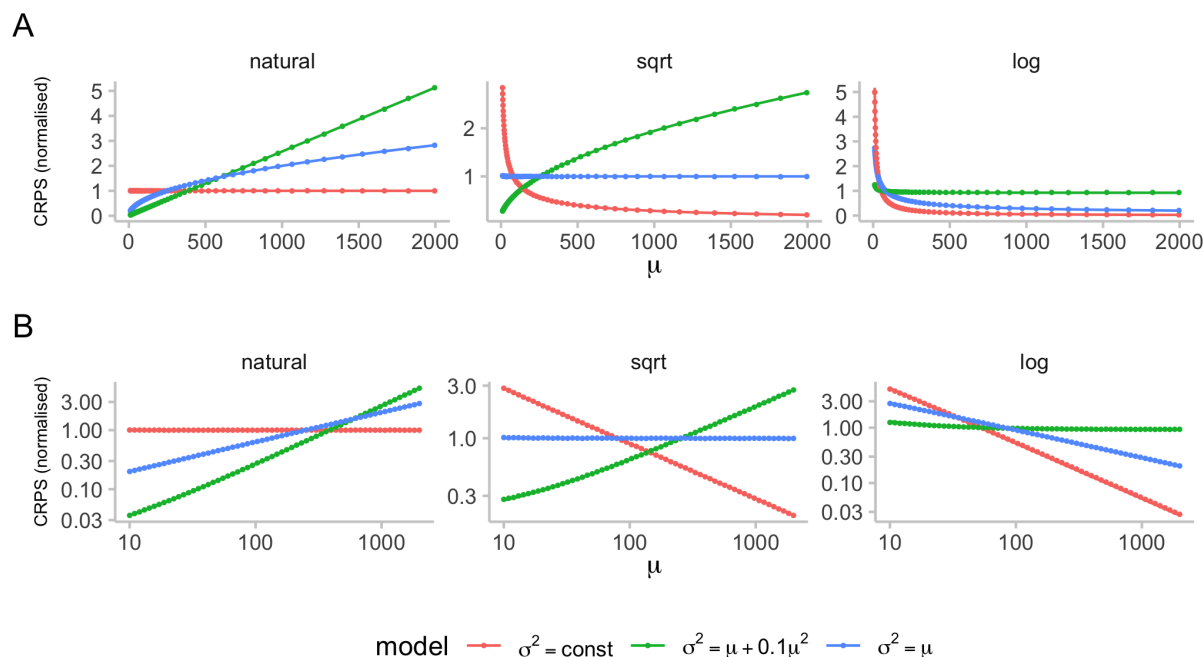 A
natural
sqrt
log
CRPS (normalised)
5
4
3
2
1
0
0 500 1000 1500 2000
2
1
0 500 1000 1500 2000
5
4
3
2
1
0
0 500 1000 1500 2000
μ
B
natural
sqrt
log
CRPS (normalised)
3.00
1.00
0.30
0.10
0.03
10 100 1000
3.0
1.0
0.3
10 100 1000
3.00
1.00
0.30
0.10
0.03
10 100 1000
μ
model σ² = const σ² = μ + 0.1μ² σ² = μ